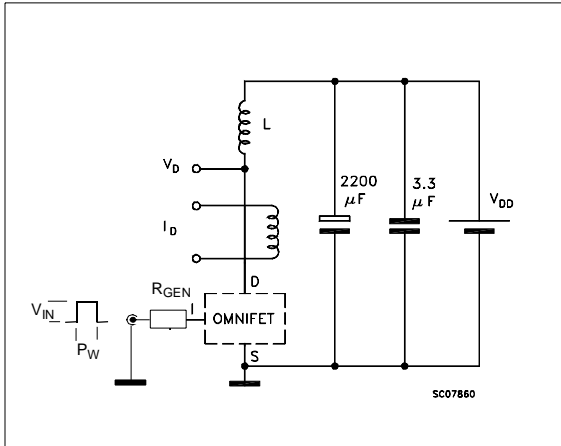 L
V_D
2200
μF
3.3
μF
V_DD
I_D
D
R_GEN
I
V_IN
OMNIFET
P_W
S
SC07860